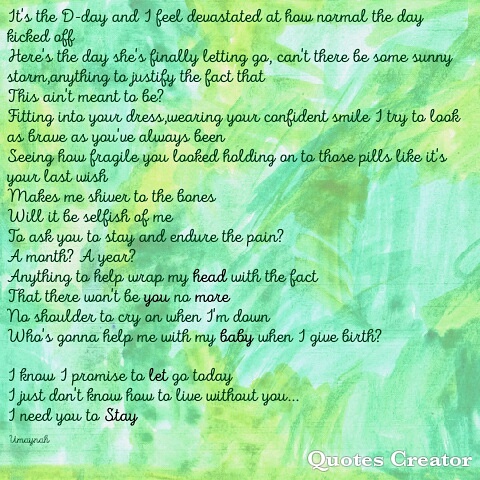 It's the D-day and I feel devastated at how normal the day
kicked off
Here's the day she's finally letting go, can't there be some sunny
storm,anything to justify the fact that
This ain't meant to be?
Fitting into your dress,wearing your confident smile I try to look
as brave as you've always been
Seeing how fragile you looked holding on to those pills like it's
your last wish
Makes me shiver to the bones
Will it be selfish of me
To ask you to stay and endure the pain?
A month? A year?
Anything to help wrap my head with the fact
That there won't be you no more
No shoulder to cry on when I'm down
Who's gonna help me with my baby when I give birth?
I know I promise to let go today
I just don't know how to live without you...
I need you to Stay
Umaynah
Quotes Creator